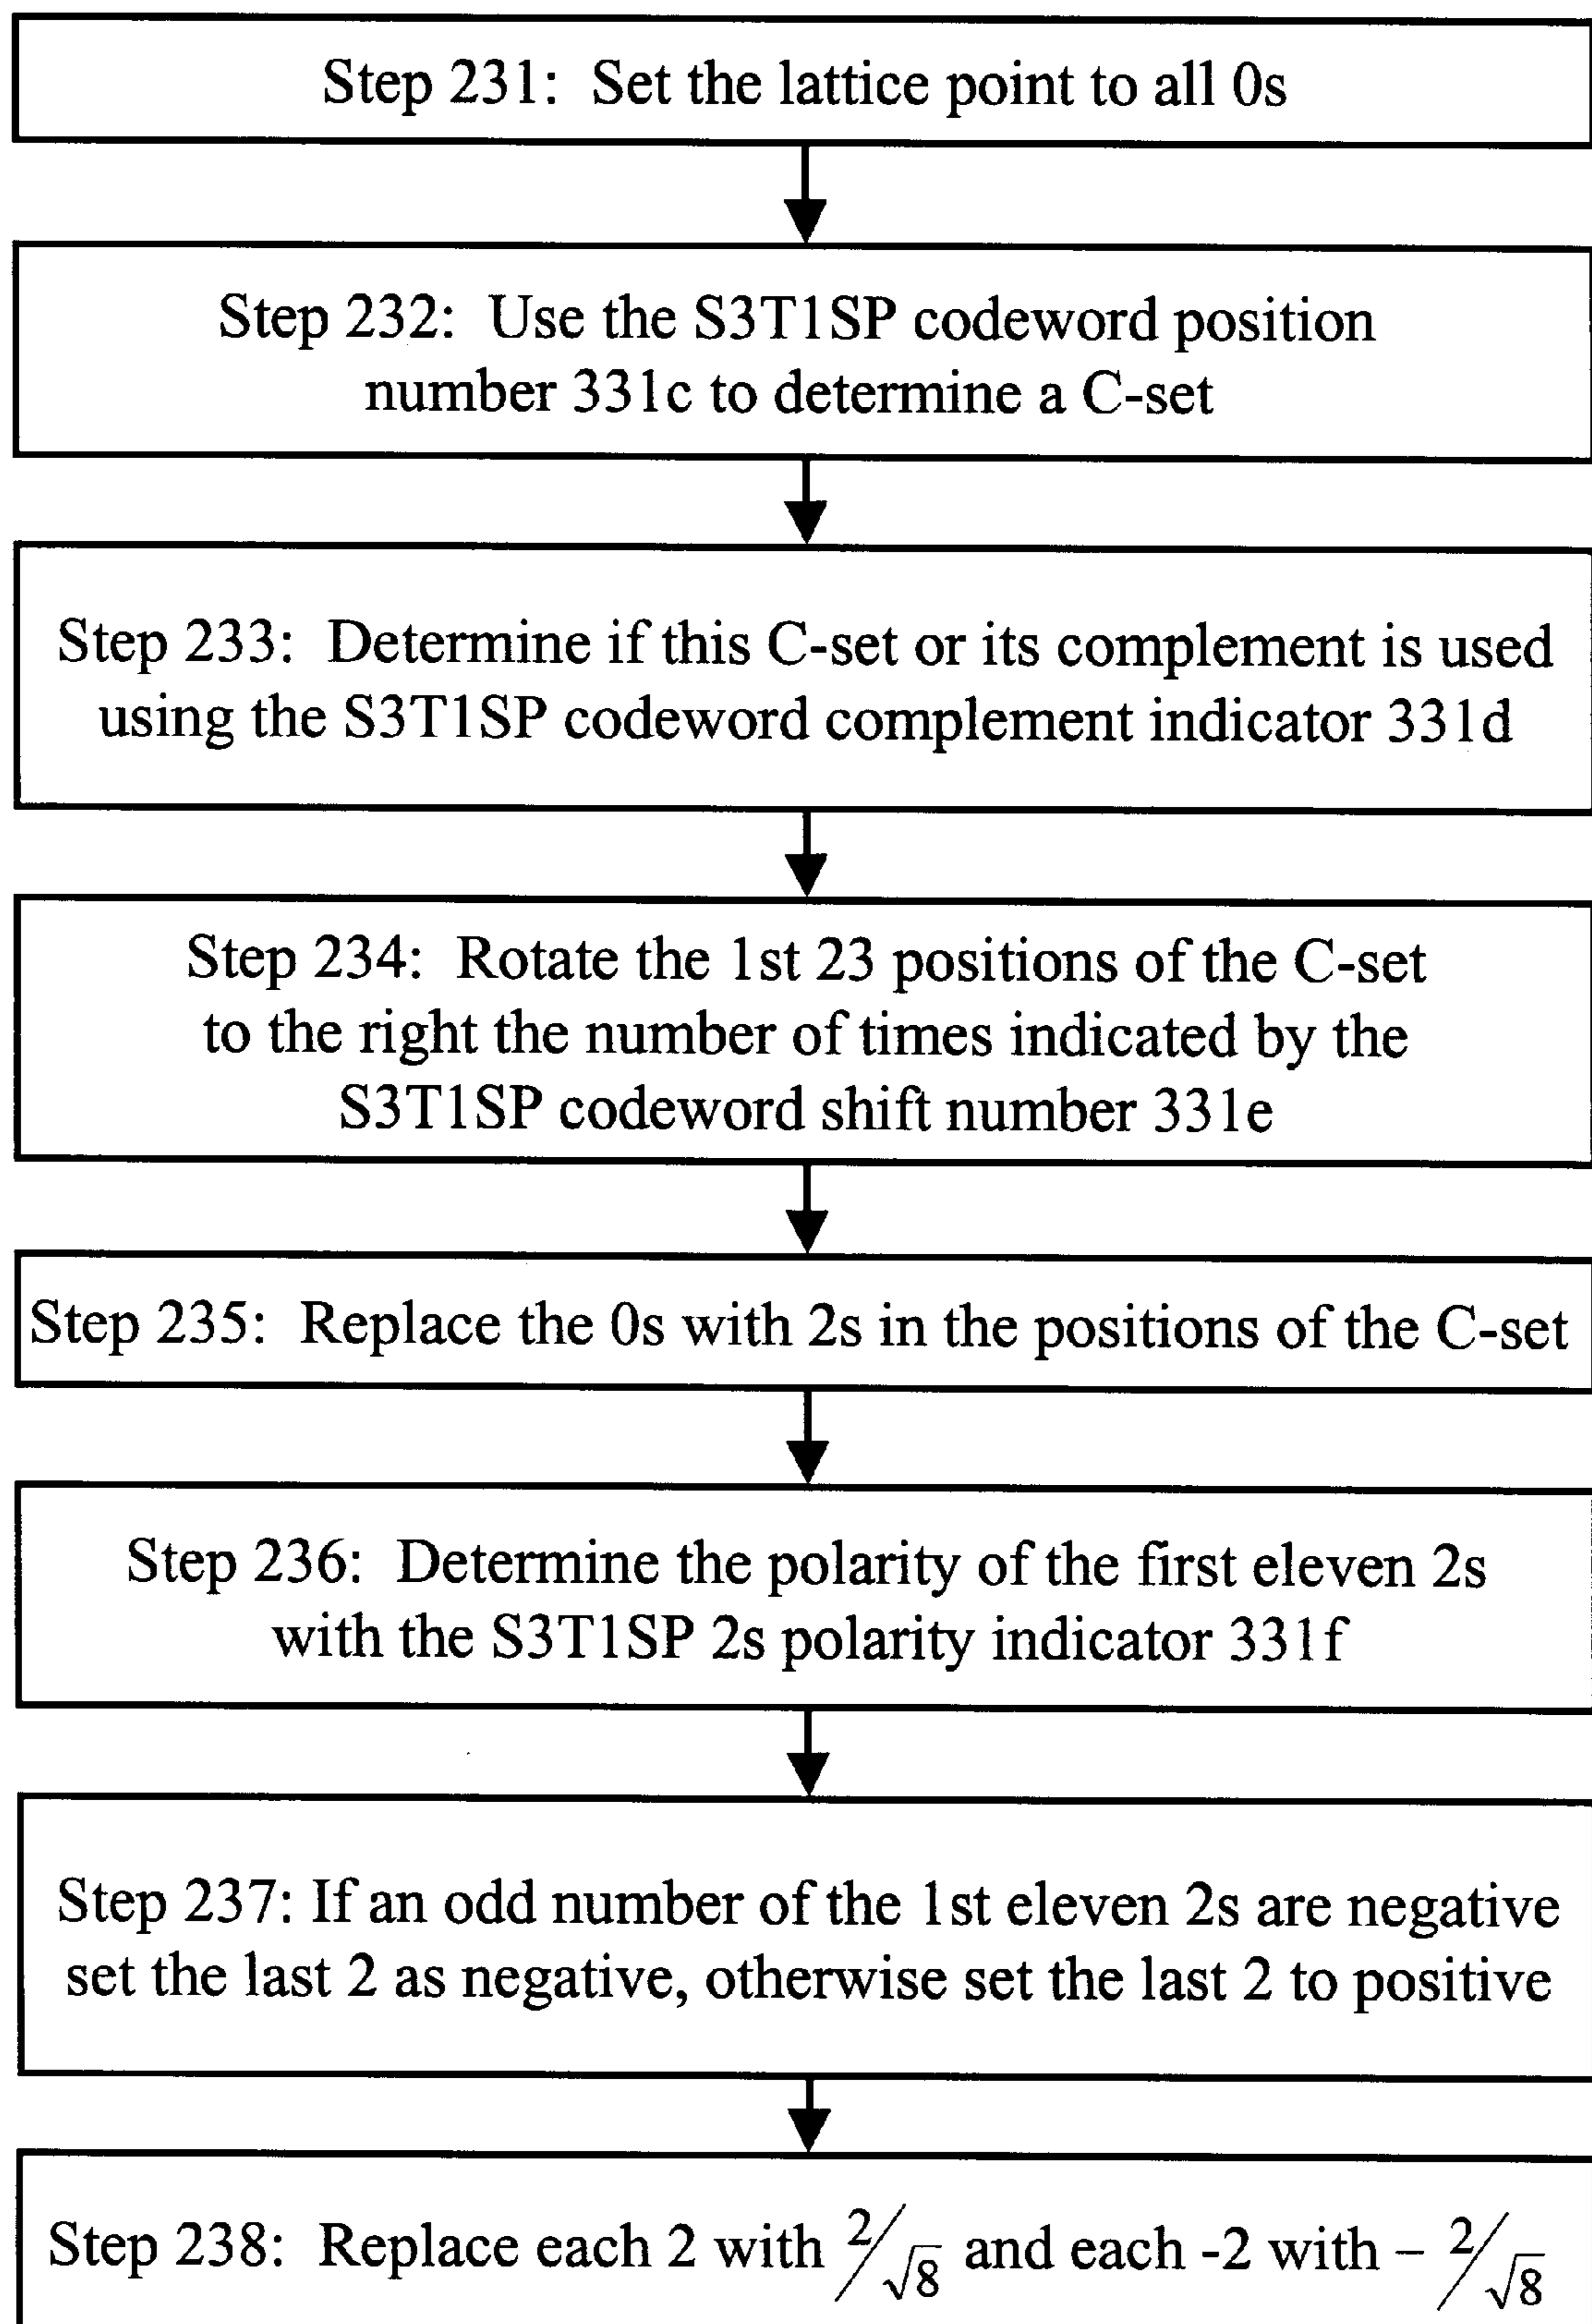 Step 231: Set the lattice point to all 0s
Step 232: Use the S3T1SP codeword position
number 331c to determine a C-set
Step 233: Determine if this C-set or its complement is used
using the S3T1SP codeword complement indicator 331d
Step 234: Rotate the 1st 23 positions of the C-set
to the right the number of times indicated by the
S3T1SP codeword shift number 331e
Step 235: Replace the 0s with 2s in the positions of the C-set
Step 236: Determine the polarity of the first eleven 2s
with the S3T1SP 2s polarity indicator 331f
Step 237: If an odd number of the 1st eleven 2s are negative
set the last 2 as negative, otherwise set the last 2 to positive
Step 238: Replace each 2 with 2/√8 and each -2 with – 2/√8